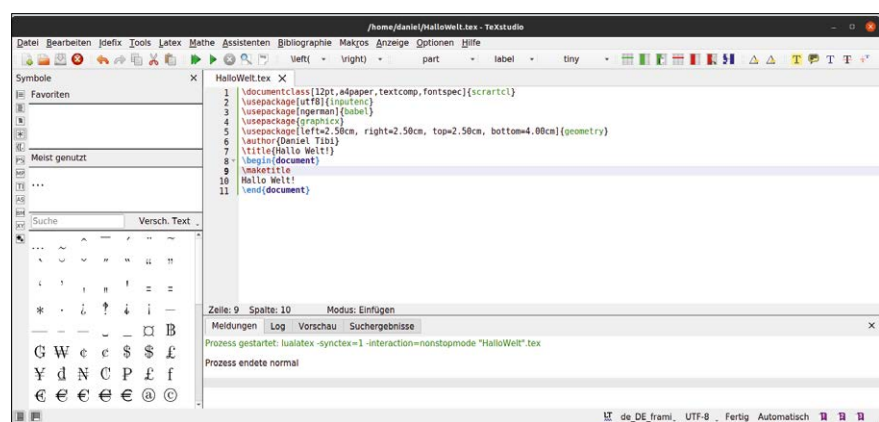 /home/daniel/HalloWelt.tex - TeXstudio
Datei Bearbeiten Idefix Tools Latex Mathe Assistenten Bibliographie Makros Anzeige Optionen Hilfe
\left( \right) part label tiny
Symbole
HalloWelt.tex
Favoriten
Meist genutzt
...
Suche Versch. Text
1 \documentclass[12pt,a4paper,textcomp,fontspec]{scrartcl}
2 \usepackage[utf8]{inputenc}
3 \usepackage[ngerman]{babel}
4 \usepackage{graphicx}
5 \usepackage[left=2.50cm, right=2.50cm, top=2.50cm, bottom=4.00cm]{geometry}
6 \author{Daniel Tibi}
7 \title{Hallo Welt!}
8 \begin{document}
9 \maketitle
10 Hallo Welt!
11 \end{document}
Zeile: 9 Spalte: 10 Modus: Einfügen
Meldungen Log Vorschau Suchergebnisse
Prozess gestartet: lualatex -synctex=1 -interaction=nonstopmode "HalloWelt".tex
Prozess endete normal
LT de_DE_frami UTF-8 Fertig Automatisch